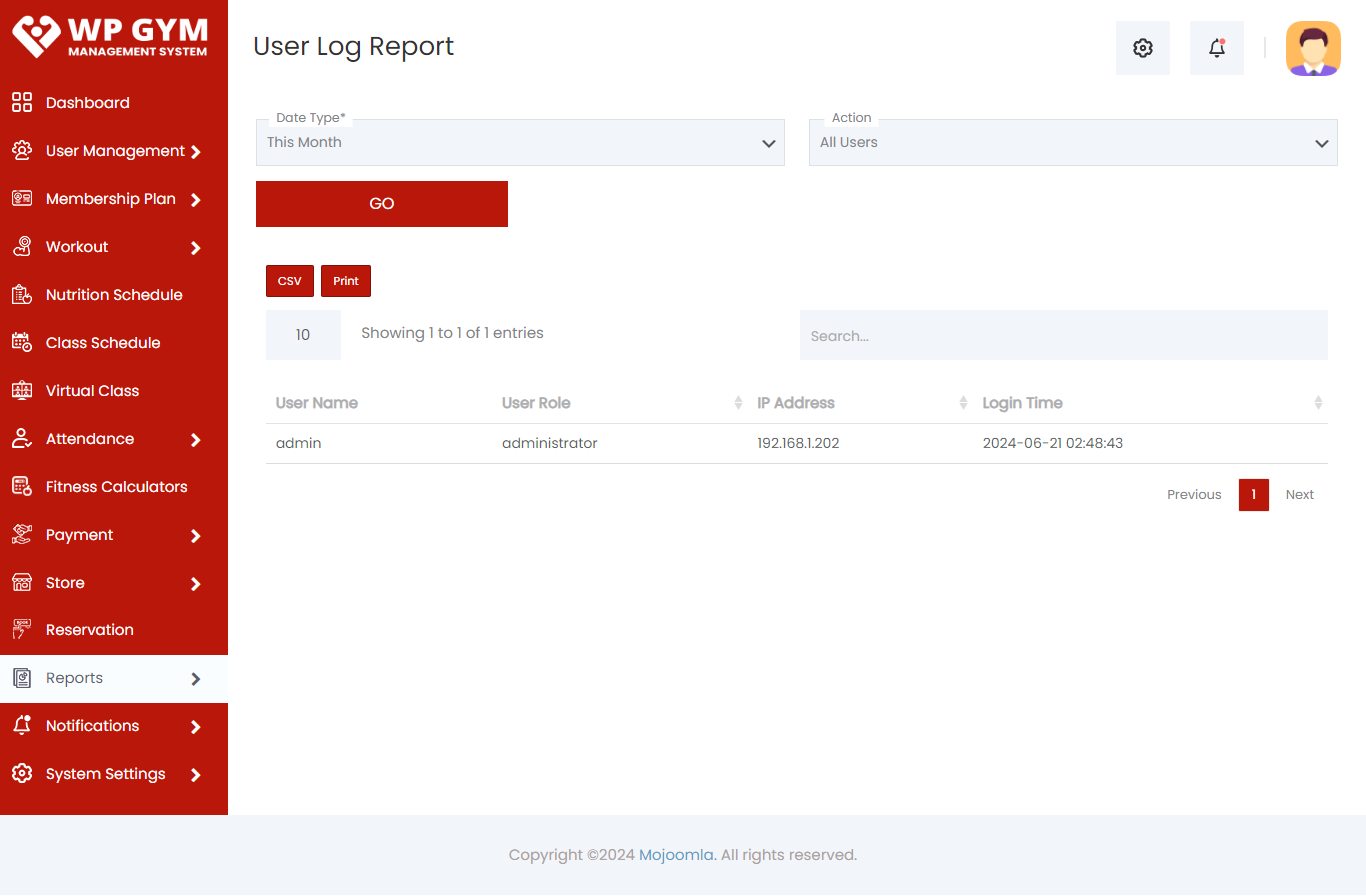 WP GYM
MANAGEMENT SYSTEM
User Log Report
Dashboard
User Management
Membership Plan
Workout
Nutrition Schedule
Class Schedule
Virtual Class
Attendance
Fitness Calculators
Payment
Store
Reservation
Reports
Notifications
System Settings
Date Type*
This Month
Action
All Users
GO
CSV
Print
10
Showing 1 to 1 of 1 entries
Search...
User Name User Role IP Address Login Time
admin administrator 192.168.1.202 2024-06-21 02:48:43
Previous 1 Next
Copyright ©2024 Mojoomla. All rights reserved.